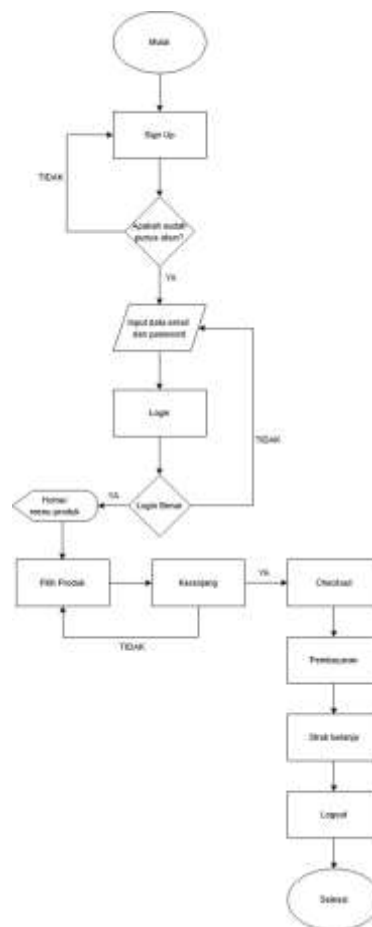 Mulai
Sign Up
TIDAK
Apakah sudah
punya akun?
YA
Input data email
dan password
Login
TIDAK
Login Benar
YA
Home/
menu produk
Pilih Produk
Keranjang
YA
Checkout
TIDAK
Pembayaran
Struk belanja
Logout
Selesai